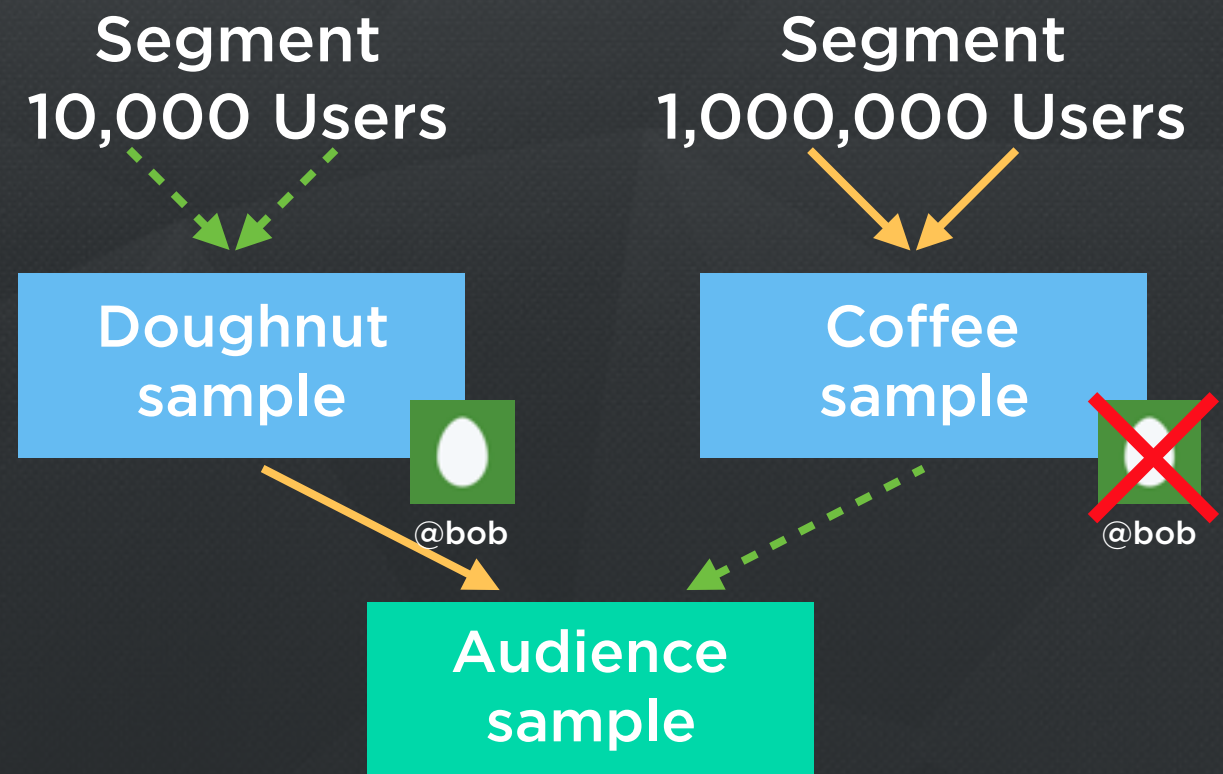 Segment
10,000 Users
Segment
1,000,000 Users
Doughnut
sample
Coffee
sample
@bob
@bob
Audience
sample